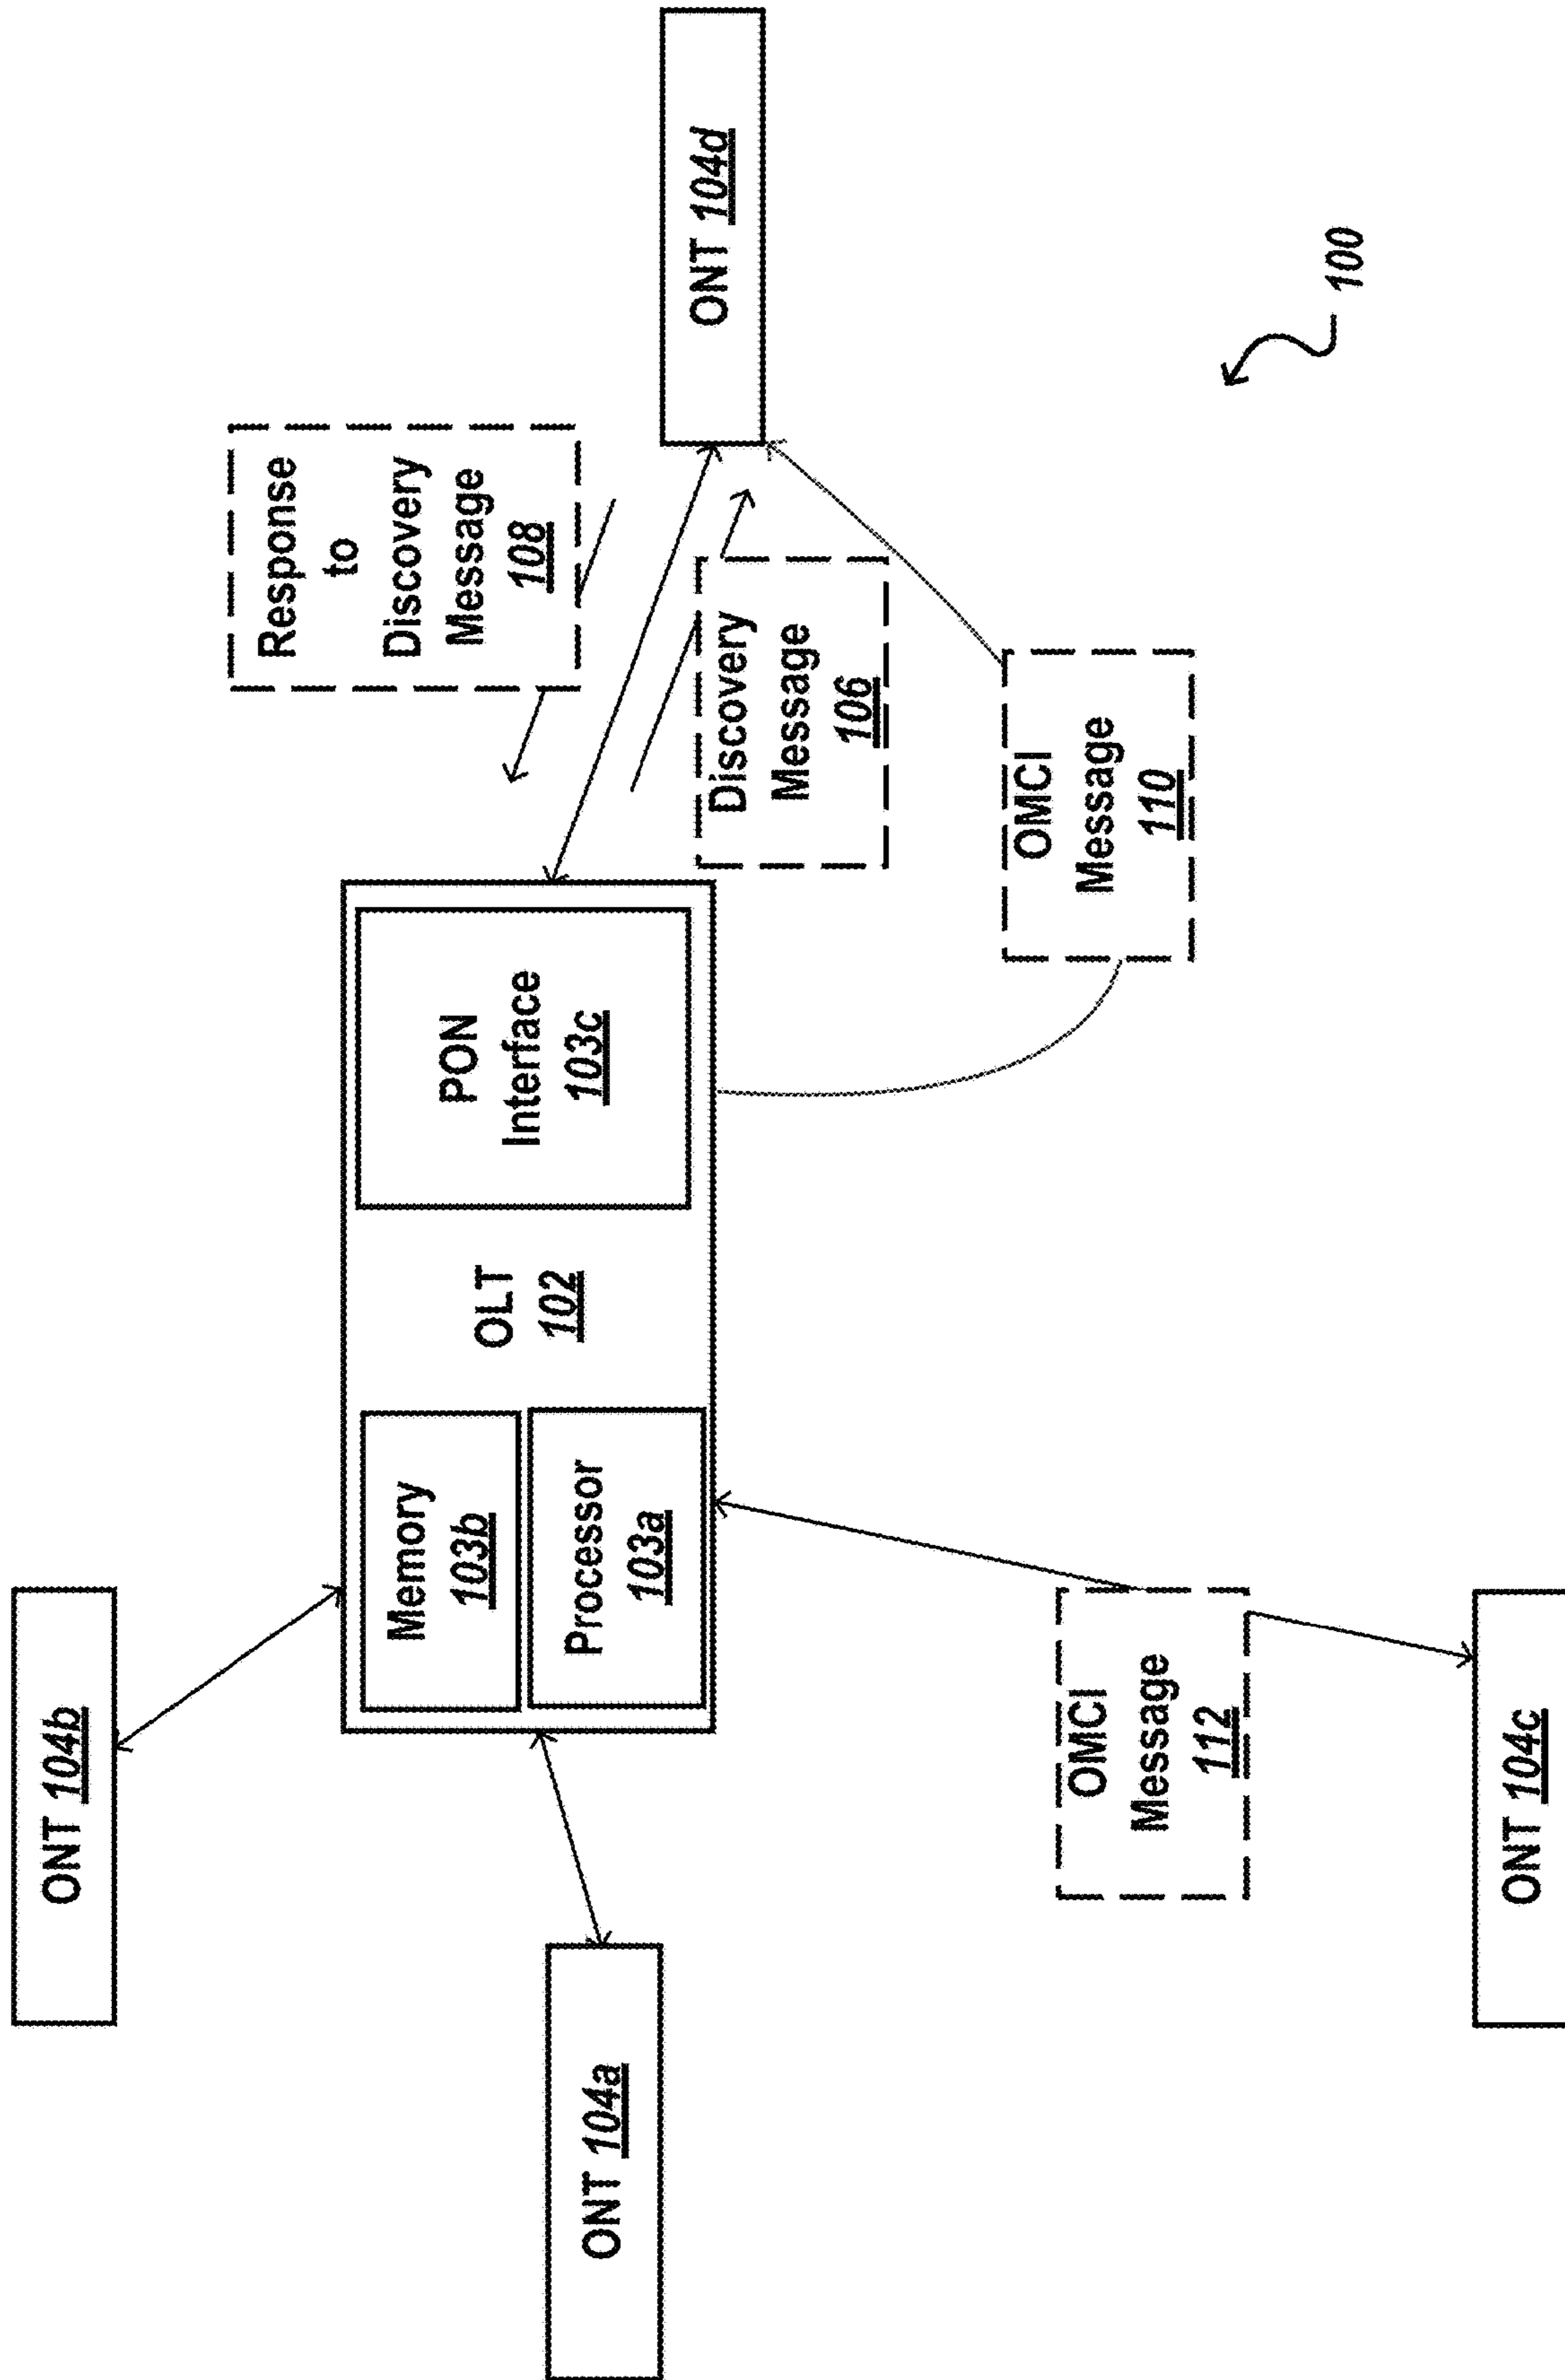 ONT 104b
Response
to
Discovery
Message
108
Memory
103b
OLT
102
PON
Interface
103c
ONT 104a
Processor
103a
ONT 104d
Discovery
Message
106
OMCI
Message
110
OMCI
Message
112
100
ONT 104c